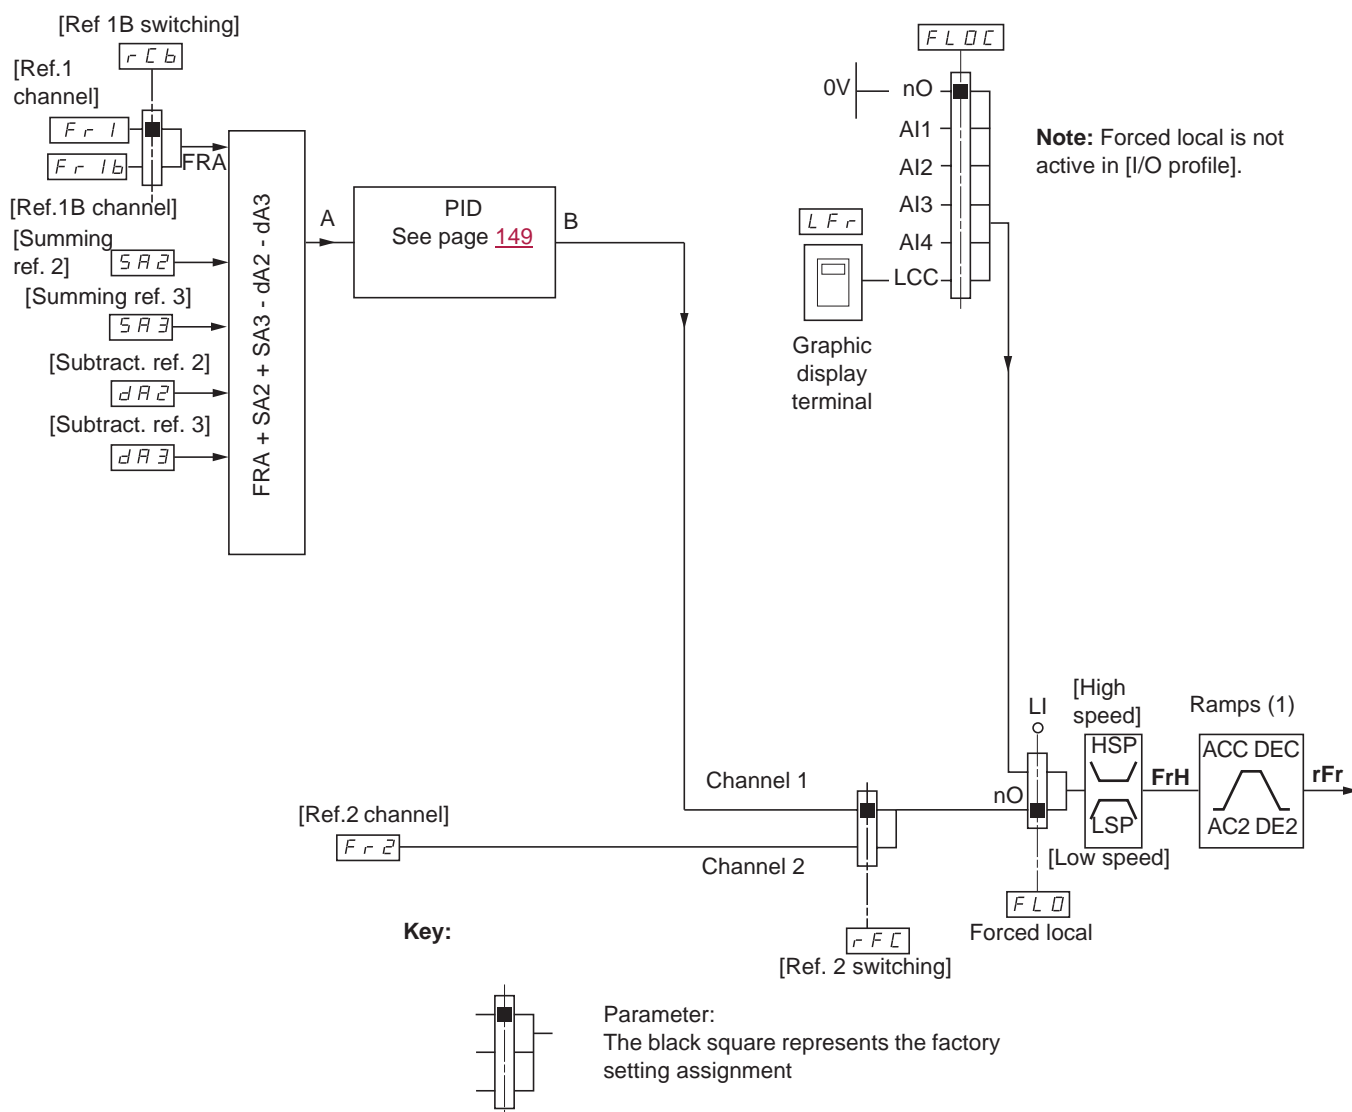 [Ref 1B switching]
rCb
[Ref.1
channel]
Fr1
Fr1b
FRA
[Ref.1B channel]
[Summing
ref. 2]
SA2
[Summing ref. 3]
SA3
[Subtract. ref. 2]
dA2
[Subtract. ref. 3]
dA3
FRA + SA2 + SA3 - dA2 - dA3
A
PID
See page 149
B
FLOC
0V
nO
AI1
AI2
AI3
AI4
LCC
LFr
Graphic
display
terminal
Note: Forced local is not
active in [I/O profile].
Channel 1
[Ref.2 channel]
Fr2
Channel 2
rFC
[Ref. 2 switching]
LI
nO
FLO
Forced local
[High
speed]
HSP
LSP
[Low speed]
FrH
Ramps (1)
ACC DEC
AC2 DE2
rFr
Key:
Parameter:
The black square represents the factory
setting assignment